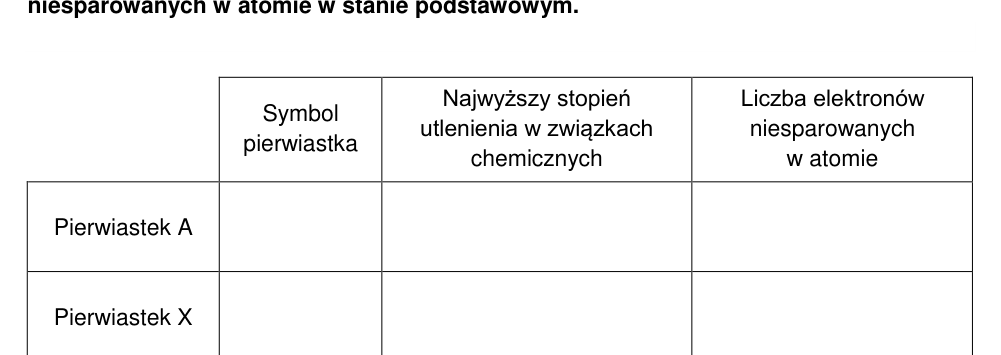 niesparowanych w atomie w stanie podstawowym.
Symbol
pierwiastka
Najwyższy stopień
utlenienia w związkach
chemicznych
Liczba elektronów
niesparowanych
w atomie
Pierwiastek A
Pierwiastek X